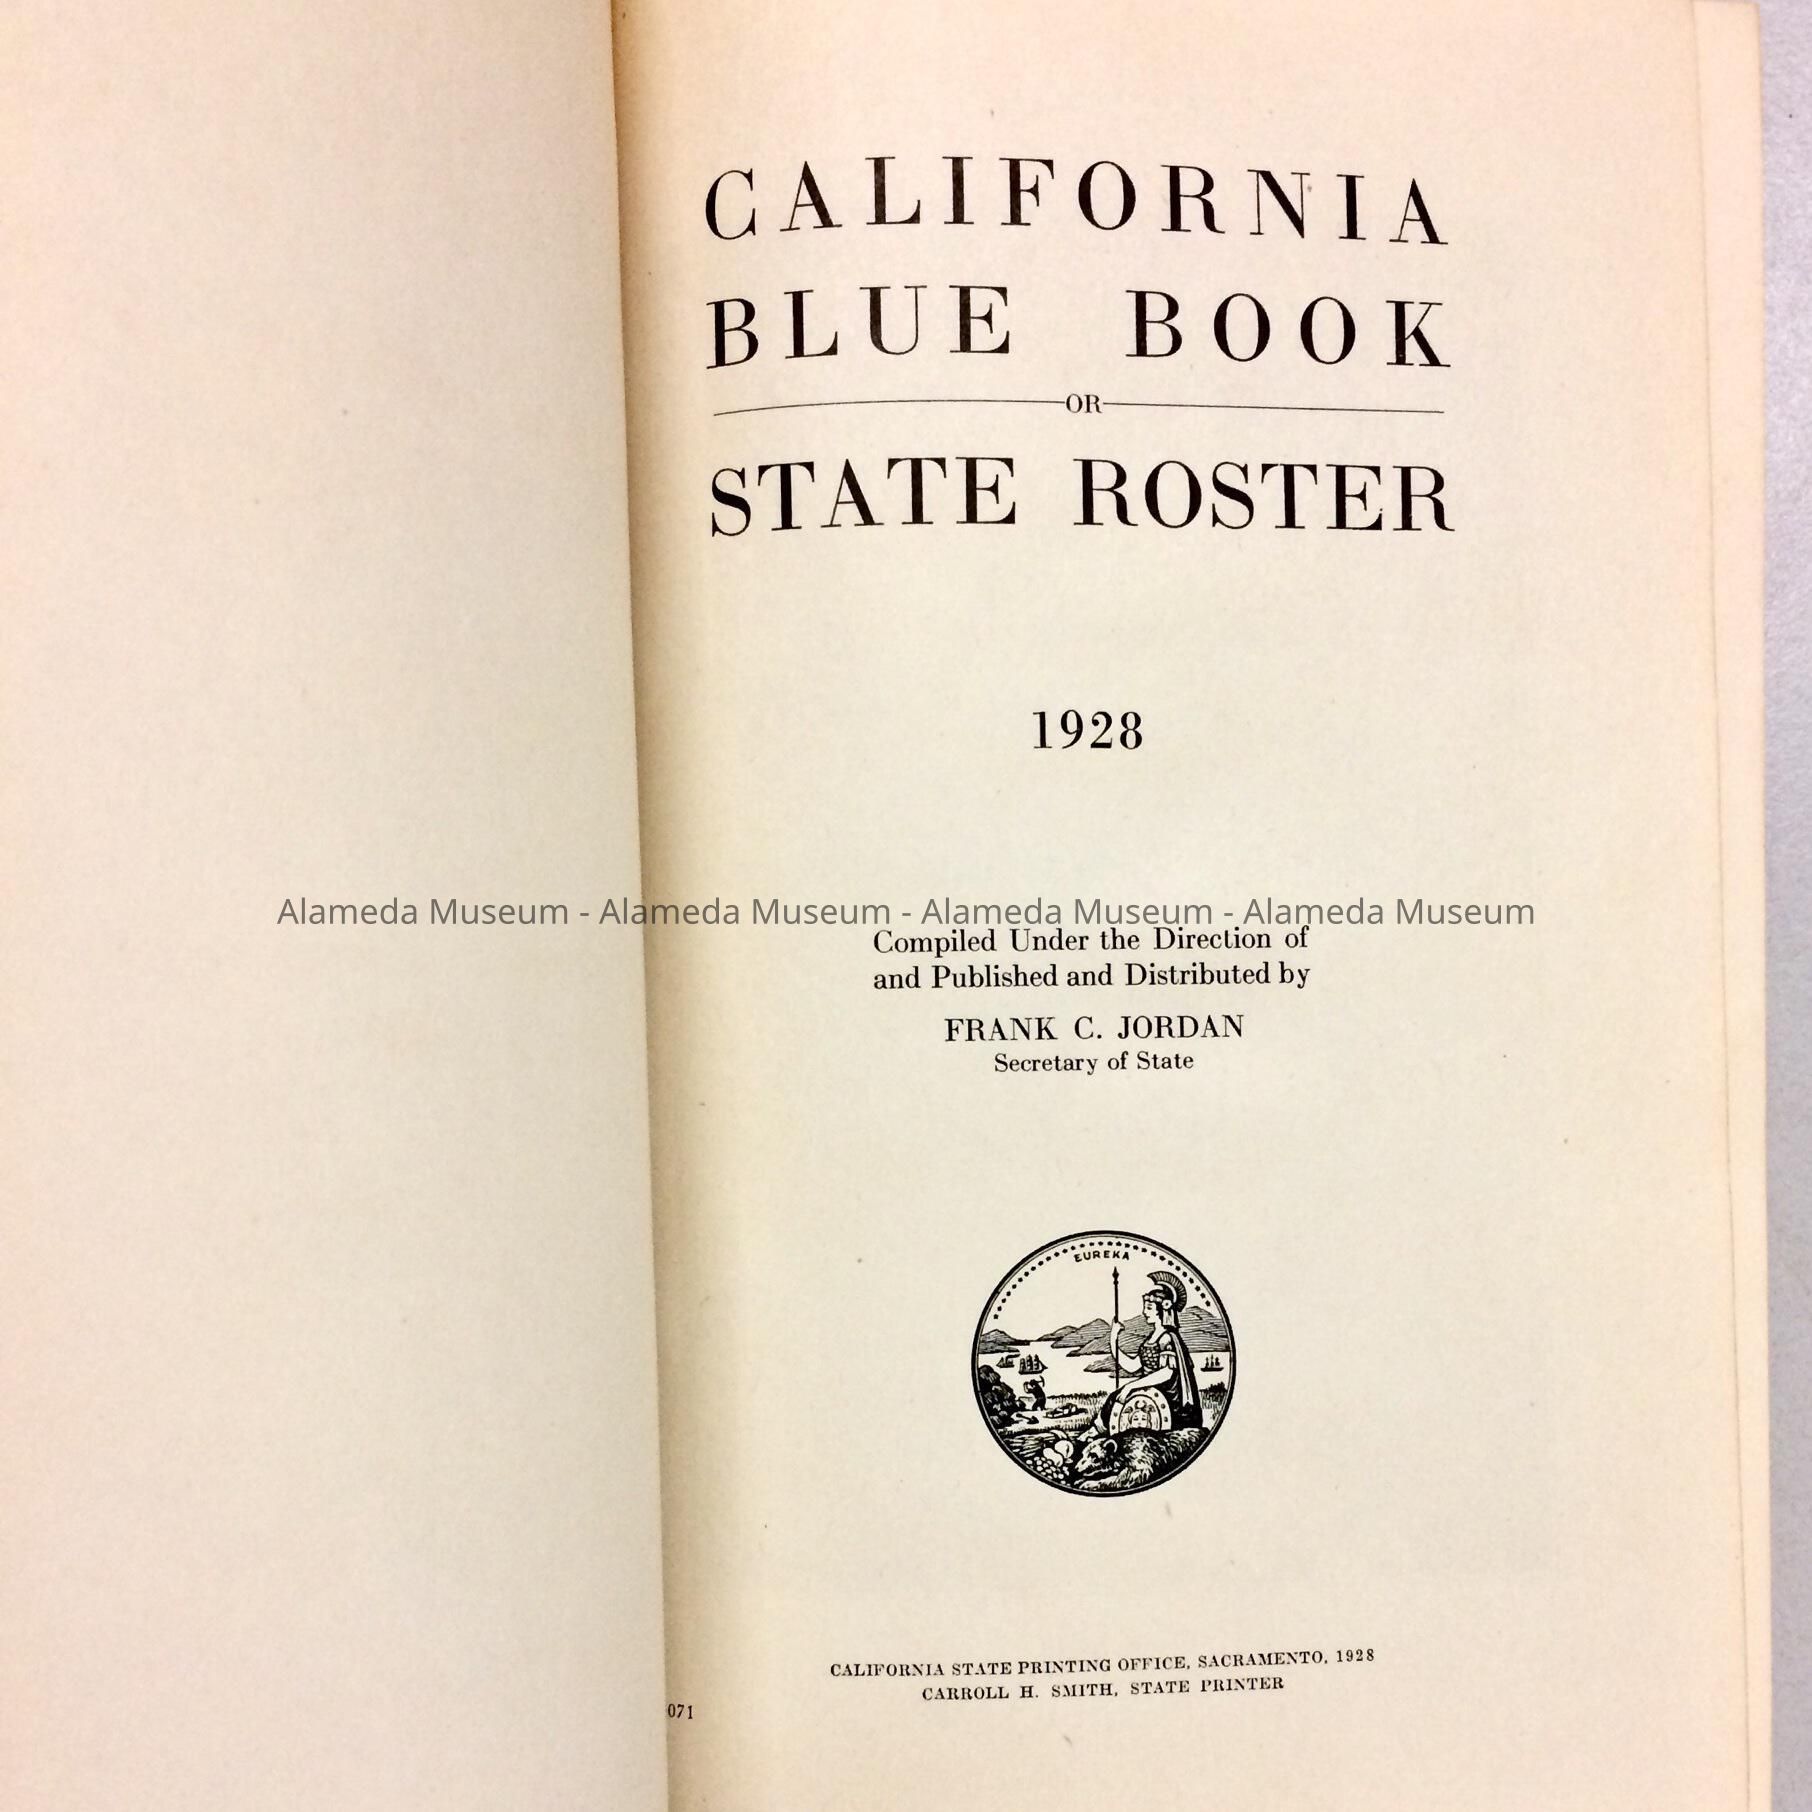 CALIFORNIA
BLUE BOOK
OR
STATE ROSTER
1928
Alameda Museum - Alameda Museum - Alameda Museum - Alameda Museum
Compiled Under the Direction of
and Published and Distributed by
FRANK C. JORDAN
Secretary of State
EUREKA
CALIFORNIA STATE PRINTING OFFICE, SACRAMENTO, 1928
CARROLL H. SMITH, STATE PRINTER
071